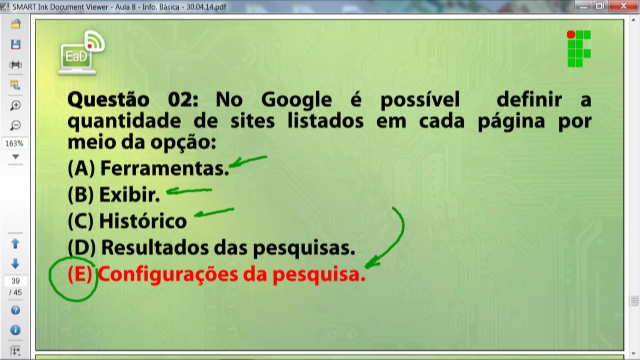 SMART Ink Document Viewer - Aula 8 - Info. Básica - 30.04.14.pdf
EaD
Questão 02: No Google é possível definir a
quantidade de sites listados em cada página por
meio da opção:
163%
(A) Ferramentas.
(B) Exibir.
(C) Histórico
(D) Resultados das pesquisas.
(E) Configurações da pesquisa.
39
/ 45